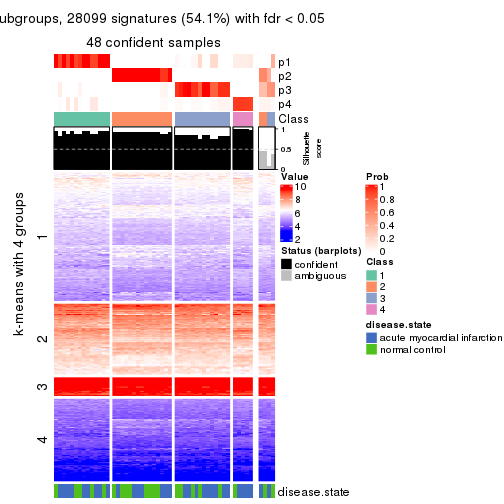 ubgroups, 28099 signatures (54.1%) with fdr < 0.05
48 confident samples
p1
p2
p3
p4
Class
1
0.5
0
Silhouette
score
k-means with 4 groups
1
2
3
4
disease.state
Value
10
8
6
4
2
Status (barplots)
confident
ambiguous
Prob
1
0.8
0.6
0.4
0.2
0
Class
1
2
3
4
disease.state
acute myocardial infarction
normal control